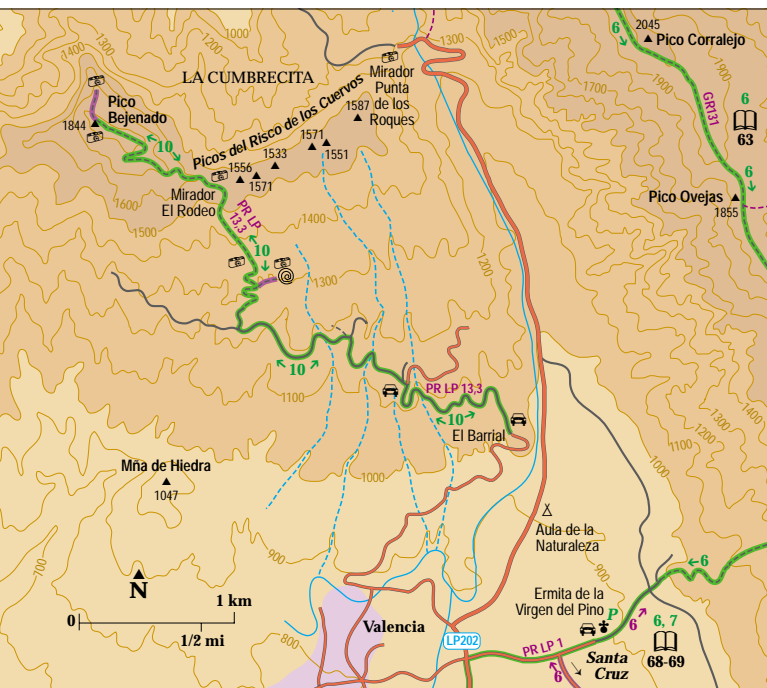 2045
Pico Corralejo
6
1400
1300
1200
1000
1300
1500
1700
1900
1900
LA CUMBRECITA
Mirador
Punta
de los
Roques
GR131
6
63
Pico
Bejenado
1844
10
Picos del Risco de los Cuervos
1587
1571
1551
1533
1556
1571
Mirador
El Rodeo
6
Pico Ovejas
1855
1600
1500
1400
PR LP
13,3
10
1200
1300
10
1100
PR LP 13,3
10
El Barrial
1400
1300
1200
1100
1000
Mña de Hiedra
1047
1000
Aula de la
Naturaleza
900
700
900
6
N
Ermita de la
Virgen del Pino
P
6
6, 7
68-69
0
1 km
1/2 mi
800
Valencia
LP202
PR LP 1
6
Santa
Cruz